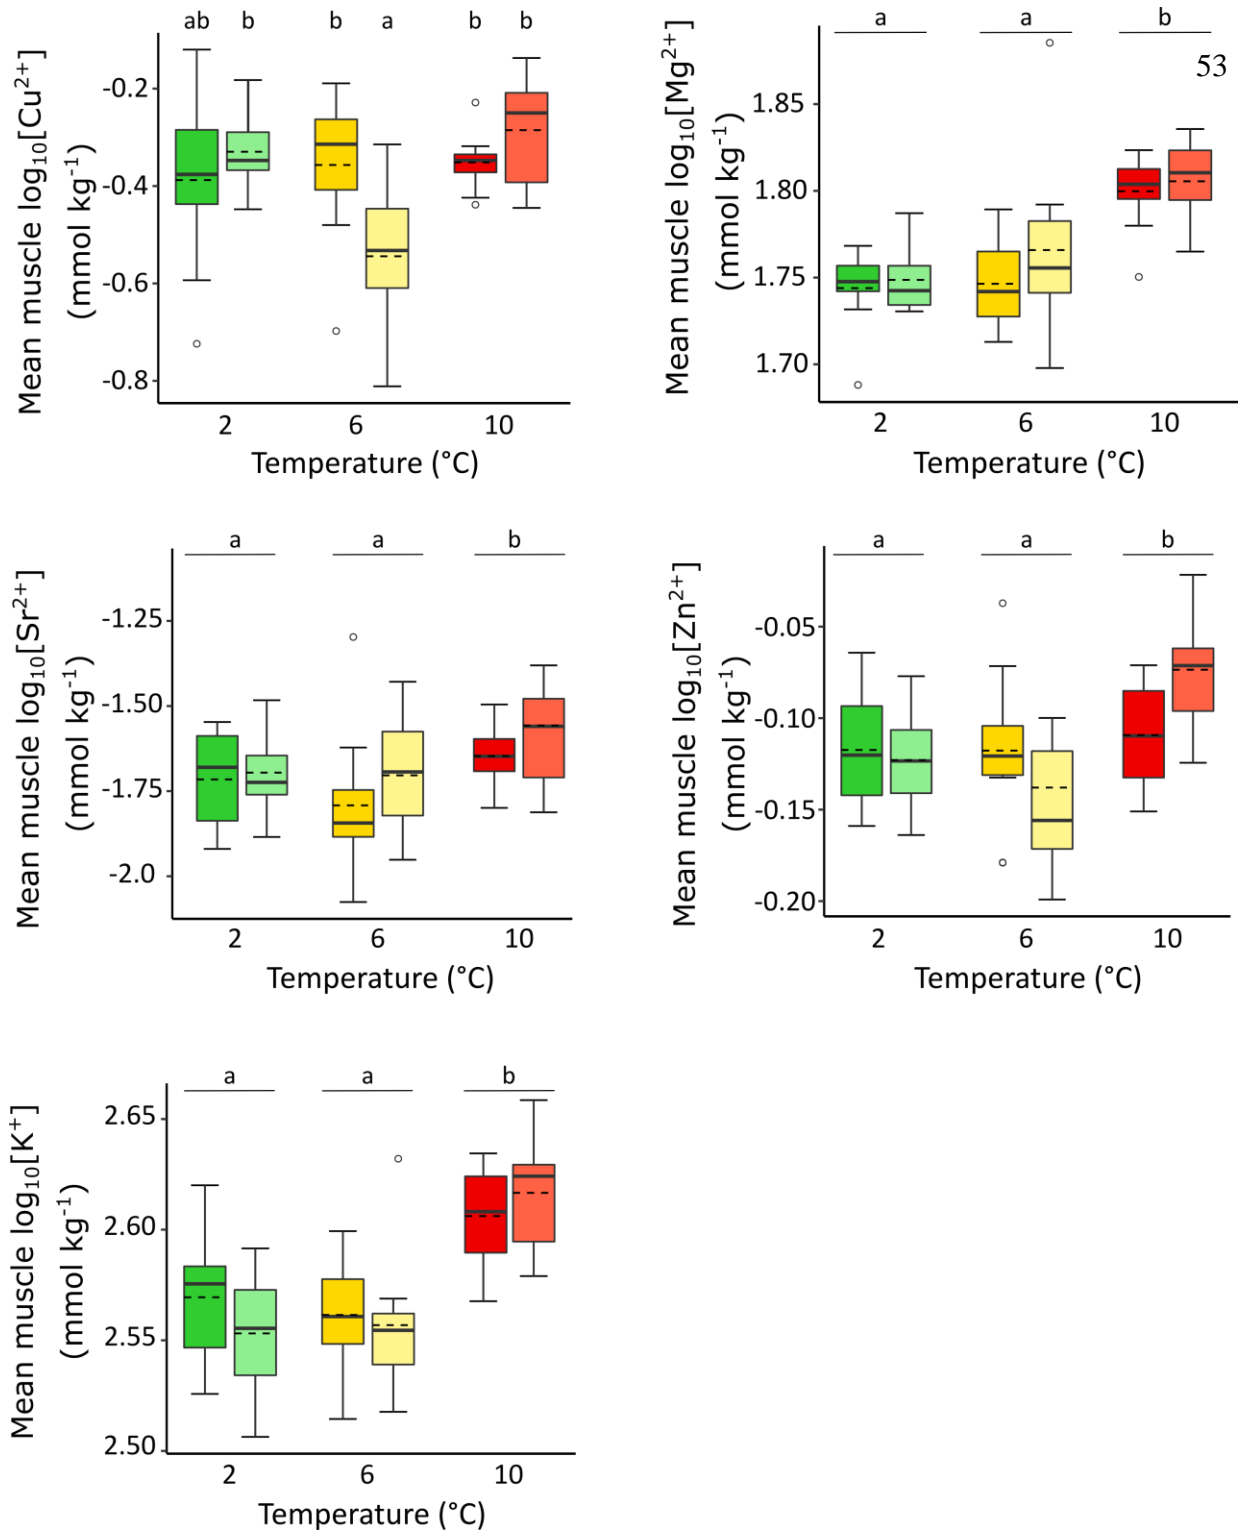 ab b b a b b
Mean muscle log₁₀[Cu²⁺]
(mmol kg⁻¹)
-0.2
-0.4
-0.6
-0.8
2 6 10
Temperature (°C)
a a b
53
Mean muscle log₁₀[Mg²⁺]
(mmol kg⁻¹)
1.85
1.80
1.75
1.70
2 6 10
Temperature (°C)
a a b
Mean muscle log₁₀[Sr²⁺]
(mmol kg⁻¹)
-1.25
-1.50
-1.75
-2.0
2 6 10
Temperature (°C)
a a b
Mean muscle log₁₀[Zn²⁺]
(mmol kg⁻¹)
-0.05
-0.10
-0.15
-0.20
2 6 10
Temperature (°C)
a a b
Mean muscle log₁₀[K⁺]
(mmol kg⁻¹)
2.65
2.60
2.55
2.50
2 6 10
Temperature (°C)